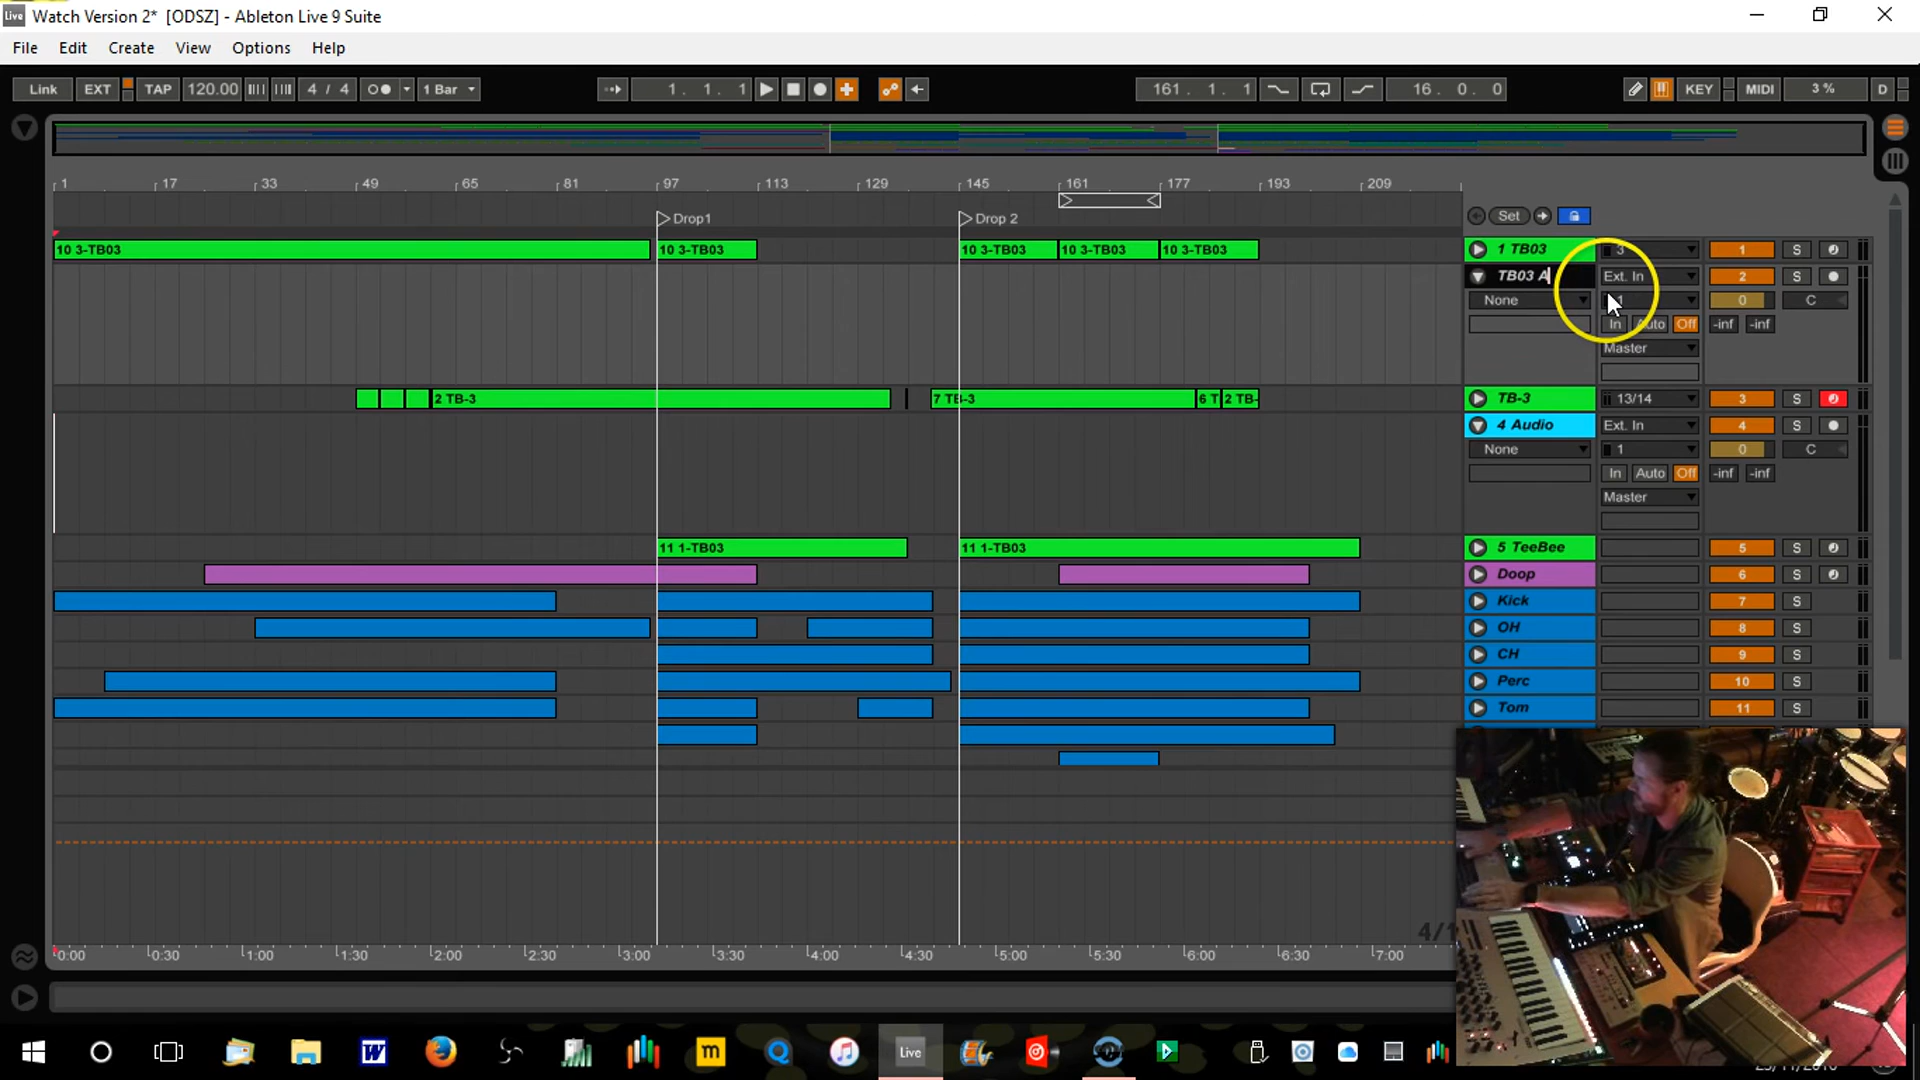 Live Watch Version 2* [ODSZ] - Ableton Live 9 Suite
File Edit Create View Options Help
Link EXT TAP 120.00 4 / 4 1 Bar 1. 1. 1 161. 1. 1 16. 0. 0 KEY MIDI 3 % D
1 17 33 49 65 81 97 113 129 145 161 177 193 209
Drop1 Drop 2 Set
10 3-TB03 10 3-TB03 10 3-TB03 10 3-TB03 10 3-TB03 1 TB03 3 1 S
TB03 A Ext. In 2 S
None 1 0 C
In Auto Off -inf -inf
Master
2 TB-3 7 TB-3 6 T 2 TB- TB-3 13/14 3 S
4 Audio Ext. In 4 S
None 1 0 C
In Auto Off -inf -inf
Master
11 1-TB03 11 1-TB03 5 TeeBee 5 S
Doop 6 S
Kick 7 S
OH 8 S
CH 9 S
Perc 10 S
Tom 11 S
4/1
0:00 0:30 1:00 1:30 2:00 2:30 3:00 3:30 4:00 4:30 5:00 5:30 6:00 6:30 7:00
W m Live